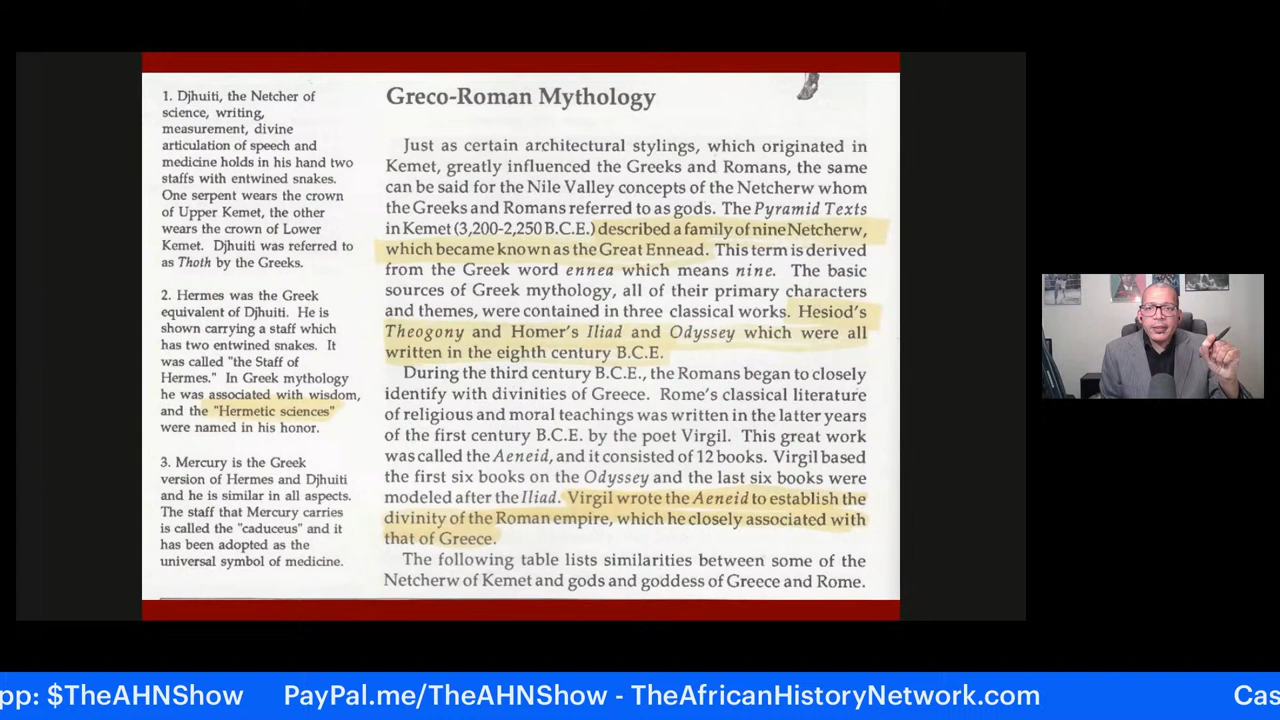 1. Djhuiti, the Netcher of
science, writing,
measurement, divine
articulation of speech and
medicine holds in his hand two
staffs with entwined snakes.
One serpent wears the crown
of Upper Kemet, the other
wears the crown of Lower
Kemet. Djhuiti was referred to
as Thoth by the Greeks.
2. Hermes was the Greek
equivalent of Djhuiti. He is
shown carrying a staff which
has two entwined snakes. It
was called "the Staff of
Hermes." In Greek mythology
he was associated with wisdom,
and the "Hermetic sciences"
were named in his honor.
3. Mercury is the Greek
version of Hermes and Djhuiti
and he is similar in all aspects.
The staff that Mercury carries
is called the "caduceus" and it
has been adopted as the
universal symbol of medicine.
Greco-Roman Mythology
Just as certain architectural stylings, which originated in
Kemet, greatly influenced the Greeks and Romans, the same
can be said for the Nile Valley concepts of the Netcherw whom
the Greeks and Romans referred to as gods. The Pyramid Texts
in Kemet (3,200-2,250 B.C.E.) described a family of nine Netcherw,
which became known as the Great Ennead. This term is derived
from the Greek word ennea which means nine. The basic
sources of Greek mythology, all of their primary characters
and themes, were contained in three classical works. Hesiod's
Theogony and Homer's Iliad and Odyssey which were all
written in the eighth century B.C.E.
During the third century B.C.E., the Romans began to closely
identify with divinities of Greece. Rome's classical literature
of religious and moral teachings was written in the latter years
of the first century B.C.E. by the poet Virgil. This great work
was called the Aeneid, and it consisted of 12 books. Virgil based
the first six books on the Odyssey and the last six books were
modeled after the Iliad. Virgil wrote the Aeneid to establish the
divinity of the Roman empire, which he closely associated with
that of Greece.
The following table lists similarities between some of the
Netcherw of Kemet and gods and goddess of Greece and Rome.
pp: $TheAHNShow PayPal.me/TheAHNShow - TheAfricanHistoryNetwork.com Cas